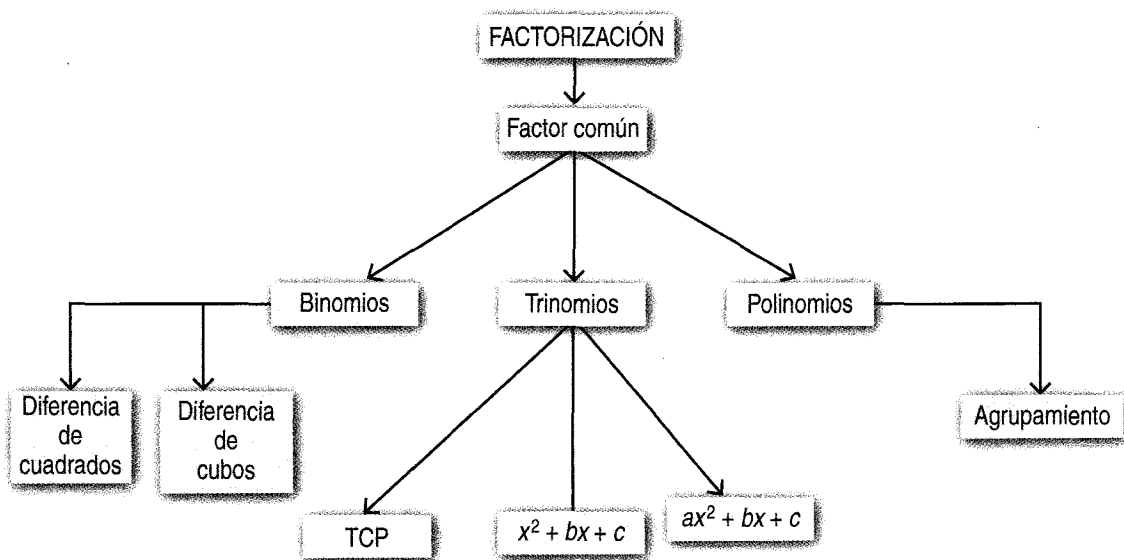 FACTORIZACIÓN
Factor común
Binomios
Trinomios
Polinomios
Diferencia
de
cuadrados
Diferencia
de
cubos
Agrupamiento
TCP
x² + bx + c
ax² + bx + c